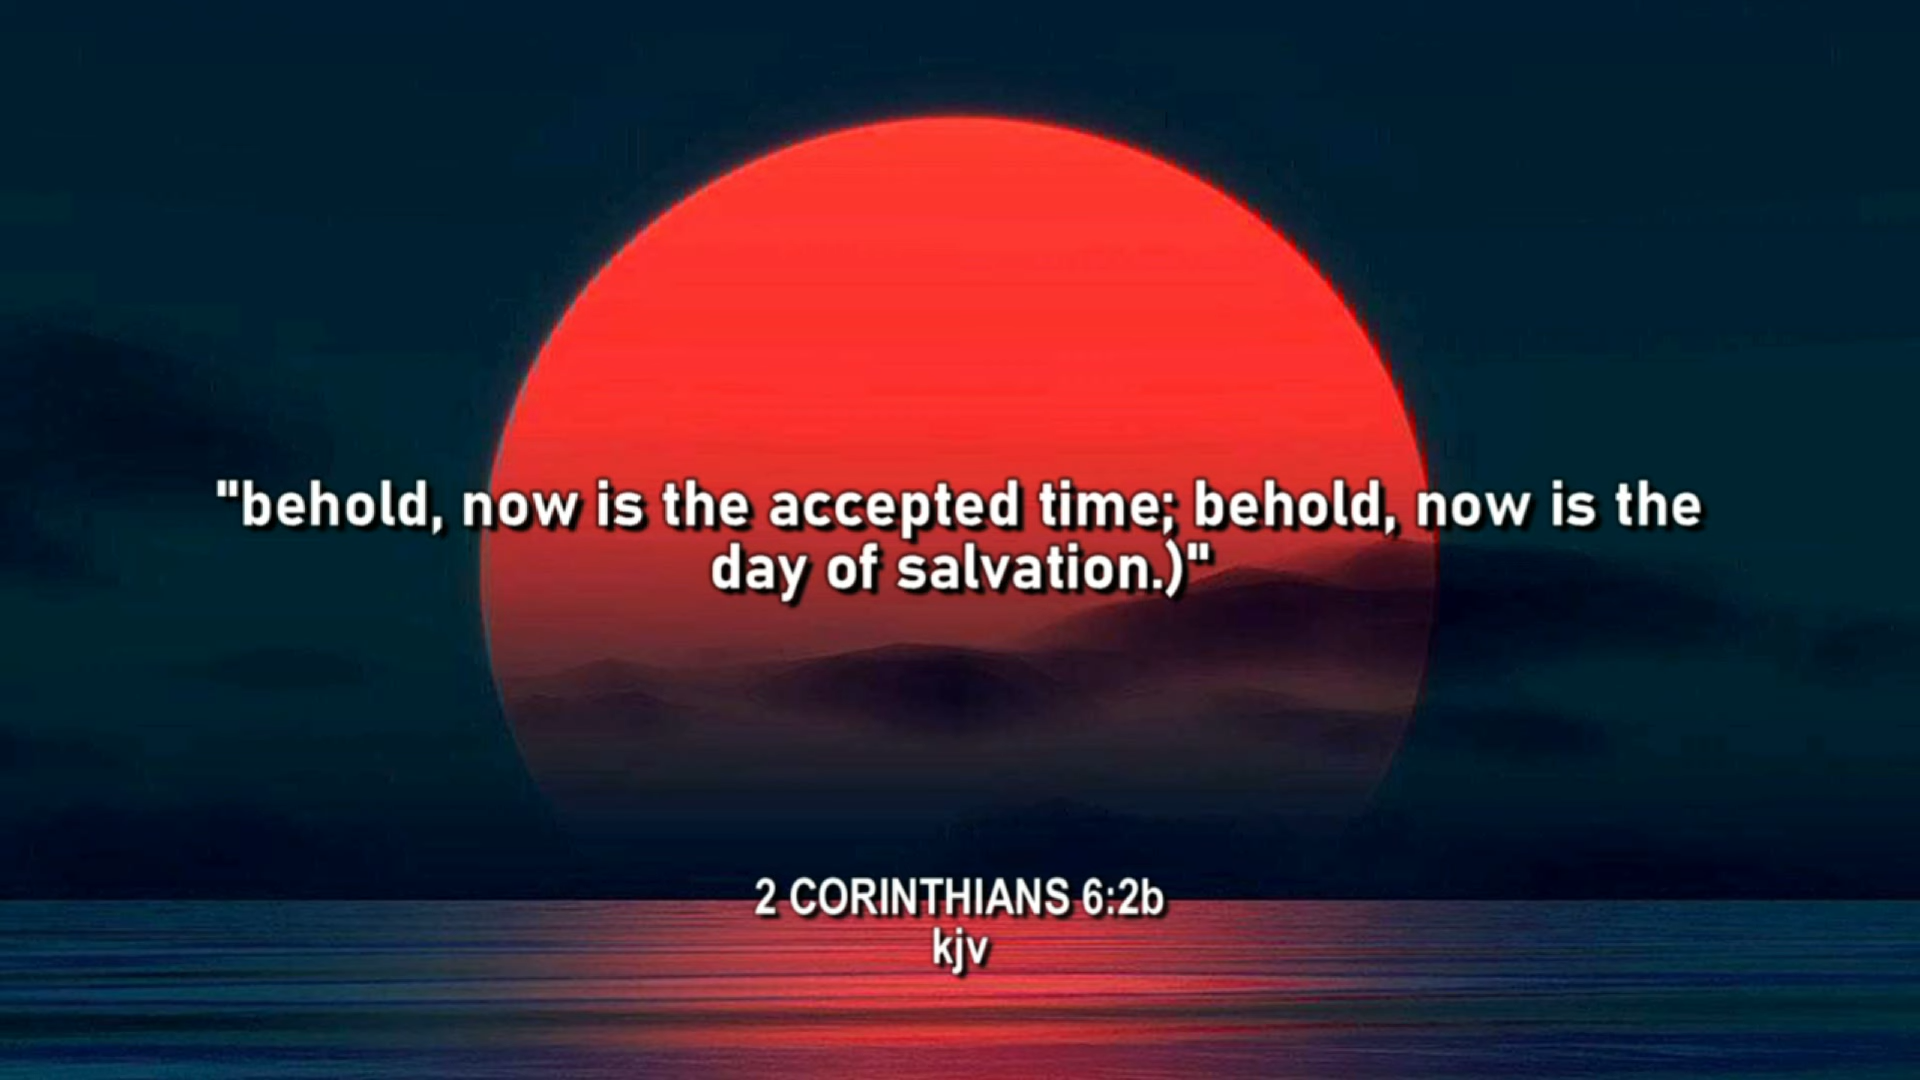 "behold, now is the accepted time; behold, now is the
day of salvation.)"
2 CORINTHIANS 6:2b
kjv